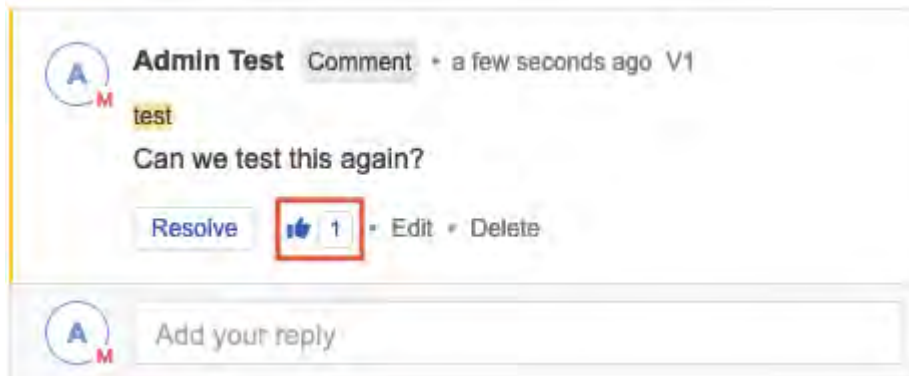 A M Admin Test Comment • a few seconds ago V1
test
Can we test this again?
Resolve 1 • Edit • Delete
A M Add your reply